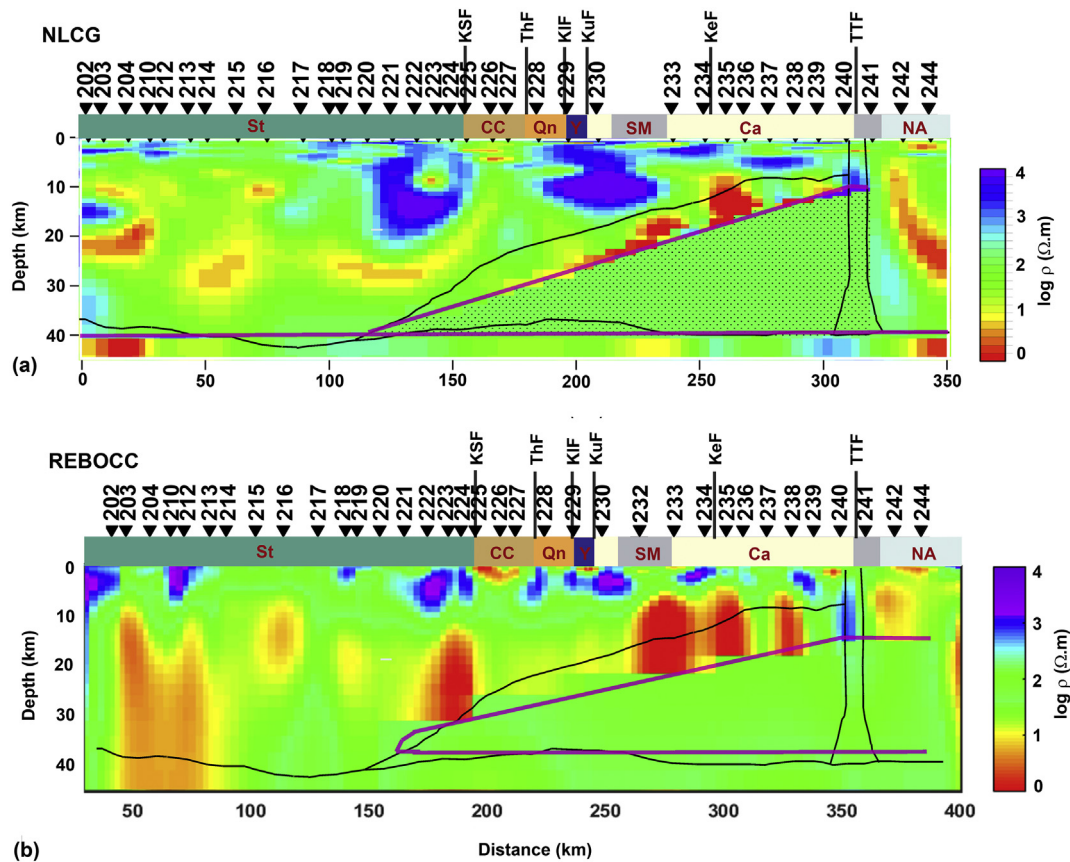 NLCG
KSF ThF KlF KuF KeF TTF
202 203 204 210 212 213 214 215 216 217 218 219 220 221 222 223 224 225 226 227 228 229 230 233 234 235 236 237 238 239 240 241 242 244
St CC Qn Y SM Ca NA
0
10
20
30
40
Depth (km)
4
3
2
1
0
log ρ (Ω.m)
(a)
0 50 100 150 200 250 300 350
REBOCC
KSF ThF KlF KuF KeF TTF
202 203 204 210 212 213 214 215 216 217 218 219 220 221 222 223 224 225 226 227 228 229 230 232 233 234 235 236 237 238 239 240 241 242 244
St CC Qn Y SM Ca NA
0
10
20
30
40
Depth (km)
4
3
2
1
0
log ρ (Ω.m)
50 100 150 200 250 300 350 400
(b)
Distance (km)